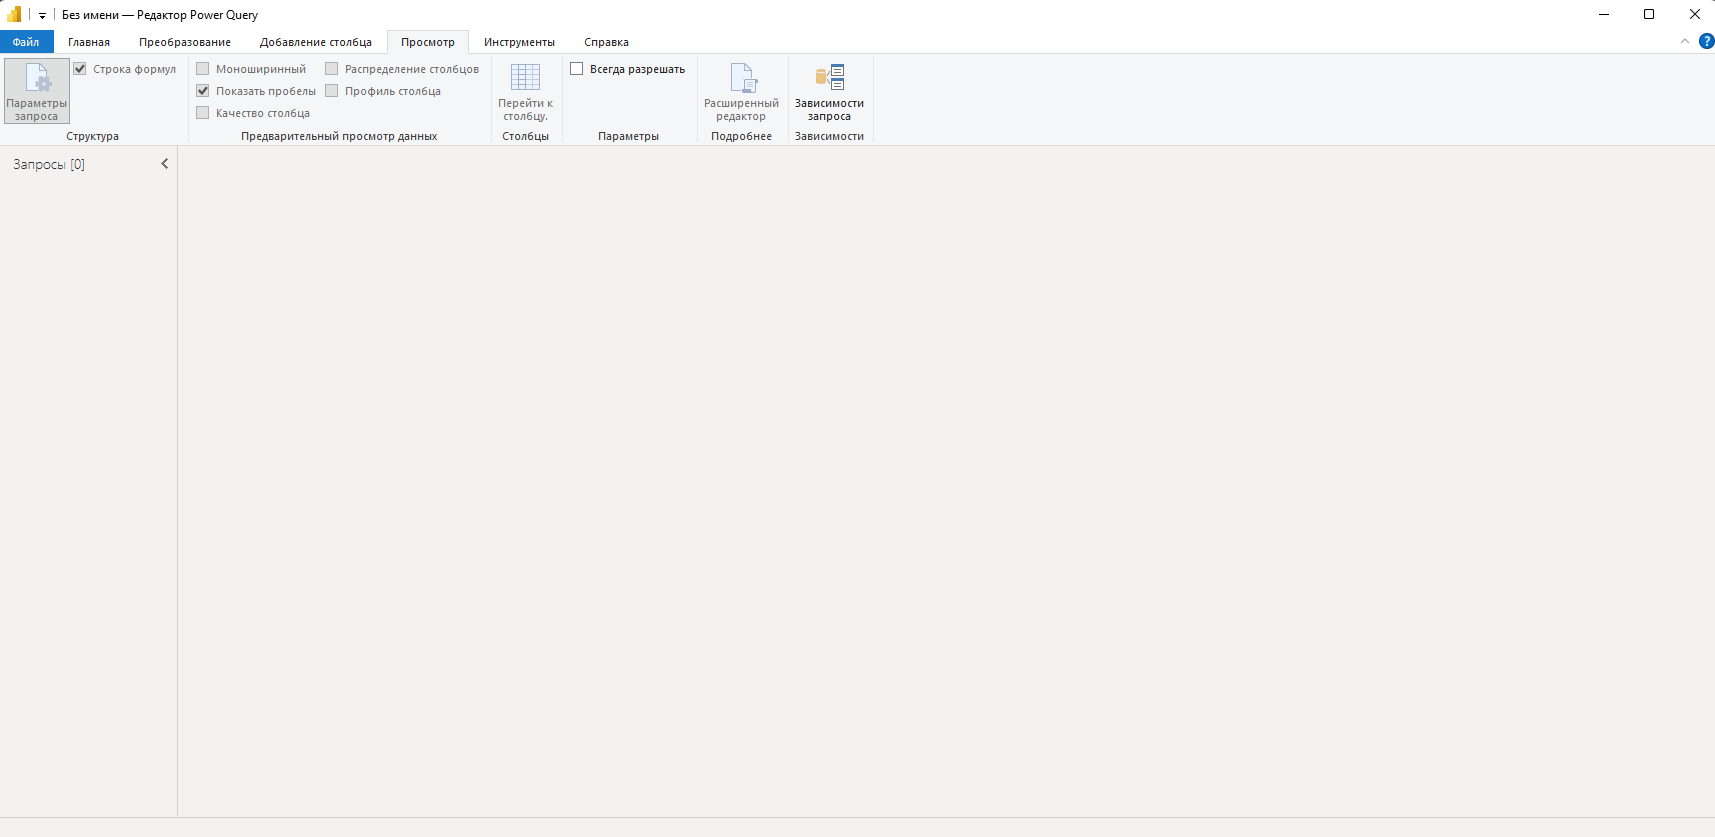 Без имени — Редактор Power Query
Файл Главная Преобразование Добавление столбца Просмотр Инструменты Справка
?
Параметры запроса
Строка формул
Структура
Моноширинный
Показать пробелы
Качество столбца
Распределение столбцов
Профиль столбца
Предварительный просмотр данных
Перейти к
столбцу.
Столбцы
Всегда разрешать
Параметры
Расширенный
редактор
Подробнее
Зависимости
запроса
Зависимости
Запросы [0]